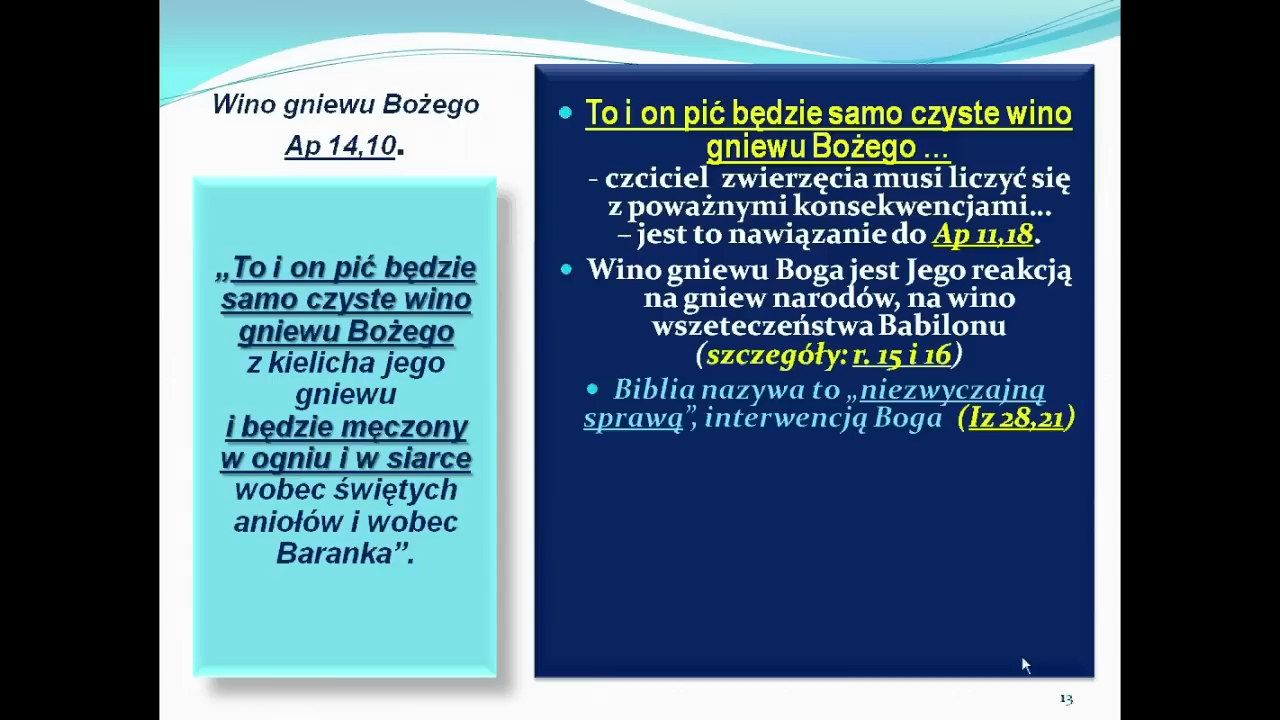 Wino gniewu Bożego
Ap 14,10.
„To i on pić będzie
samo czyste wino
gniewu Bożego
z kielicha jego
gniewu
i będzie męczony
w ogniu i w siarce
wobec świętych
aniołów i wobec
Baranka”.
To i on pić będzie samo czyste wino
gniewu Bożego ...
- czciciel zwierzęcia musi liczyć się
z poważnymi konsekwencjami...
– jest to nawiązanie do Ap 11,18.
Wino gniewu Boga jest Jego reakcją
na gniew narodów, na wino
wszeteczeństwa Babilonu
(szczegóły: r. 15 i 16)
Biblia nazywa to „niezwyczajną
sprawą”, interwencją Boga (Iz 28,21)
13